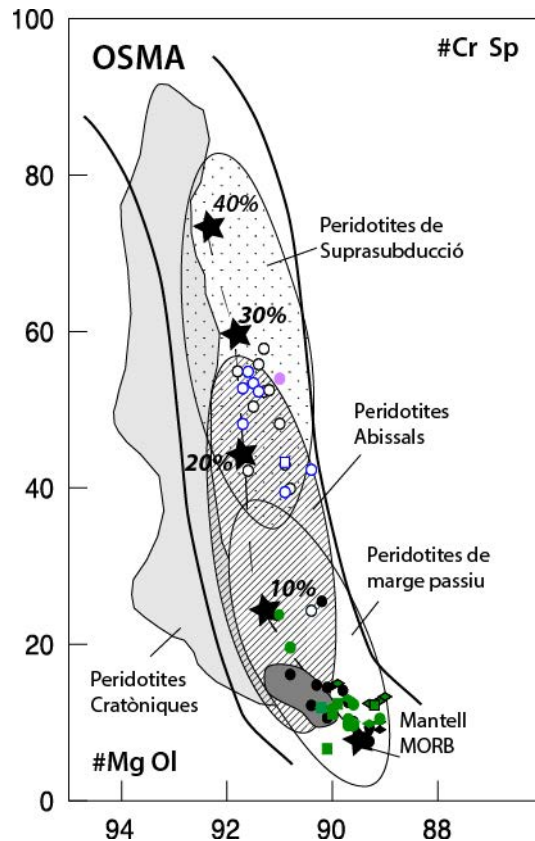 100
OSMA
#Cr Sp
80
40%
Peridotites de
Suprasubducció
60
30%
Peridotites
Abissals
40
20%
Peridotites de
marge passiu
10%
20
Peridotites
Cratòniques
Mantell
MORB
#Mg Ol
0
94
92
90
88